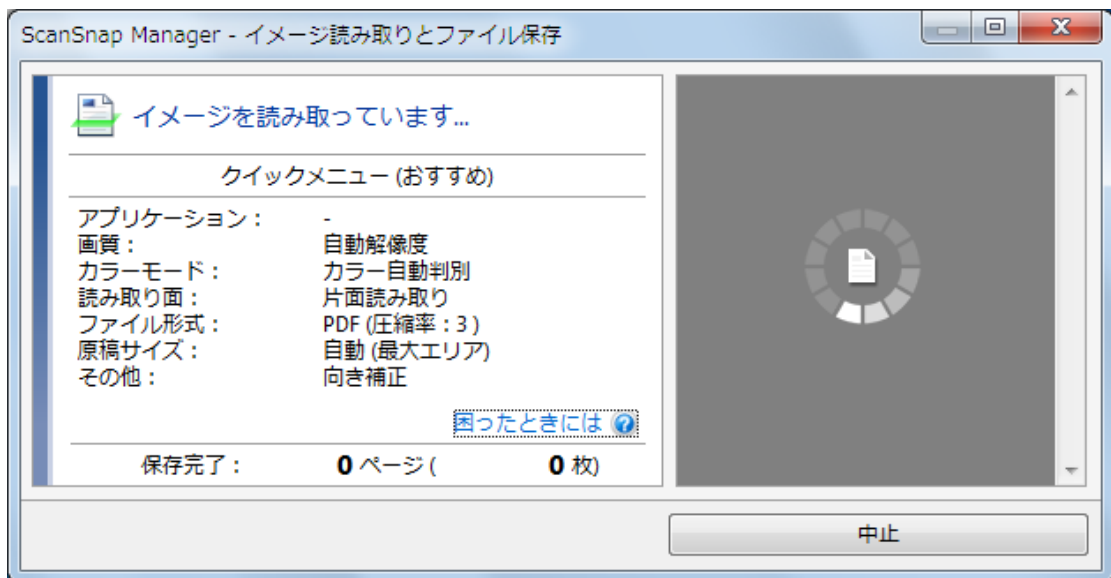 ScanSnap Manager - イメージ読み取りとファイル保存
イメージを読み取っています...
クイックメニュー (おすすめ)
アプリケーション： -
画質： 自動解像度
カラーモード： カラー自動判別
読み取り面： 片面読み取り
ファイル形式： PDF (圧縮率：3)
原稿サイズ： 自動 (最大エリア)
その他： 向き補正
困ったときには ?
保存完了： 0 ページ ( 0 枚)
中止